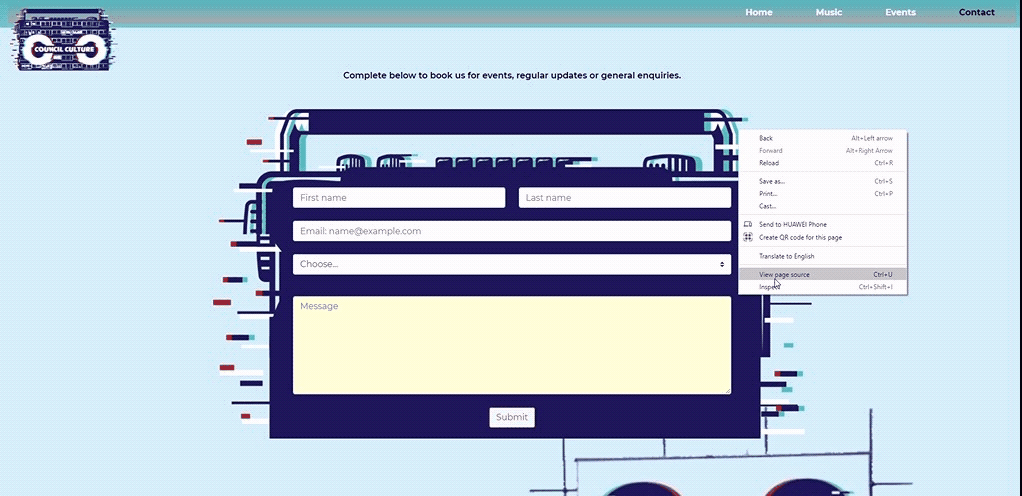 Home Music Events Contact
COUNCIL CULTURE
Complete below to book us for events, regular updates or general enquiries.
Back Alt+Left arrow
Forward Alt+Right Arrow
Reload Ctrl+R
Save as... Ctrl+S
Print... Ctrl+P
Cast...
Send to HUAWEI Phone
Create QR code for this page
Translate to English
View page source Ctrl+U
Inspect Ctrl+Shift+I
First name Last name
Email: name@example.com
Choose...
Message
Submit